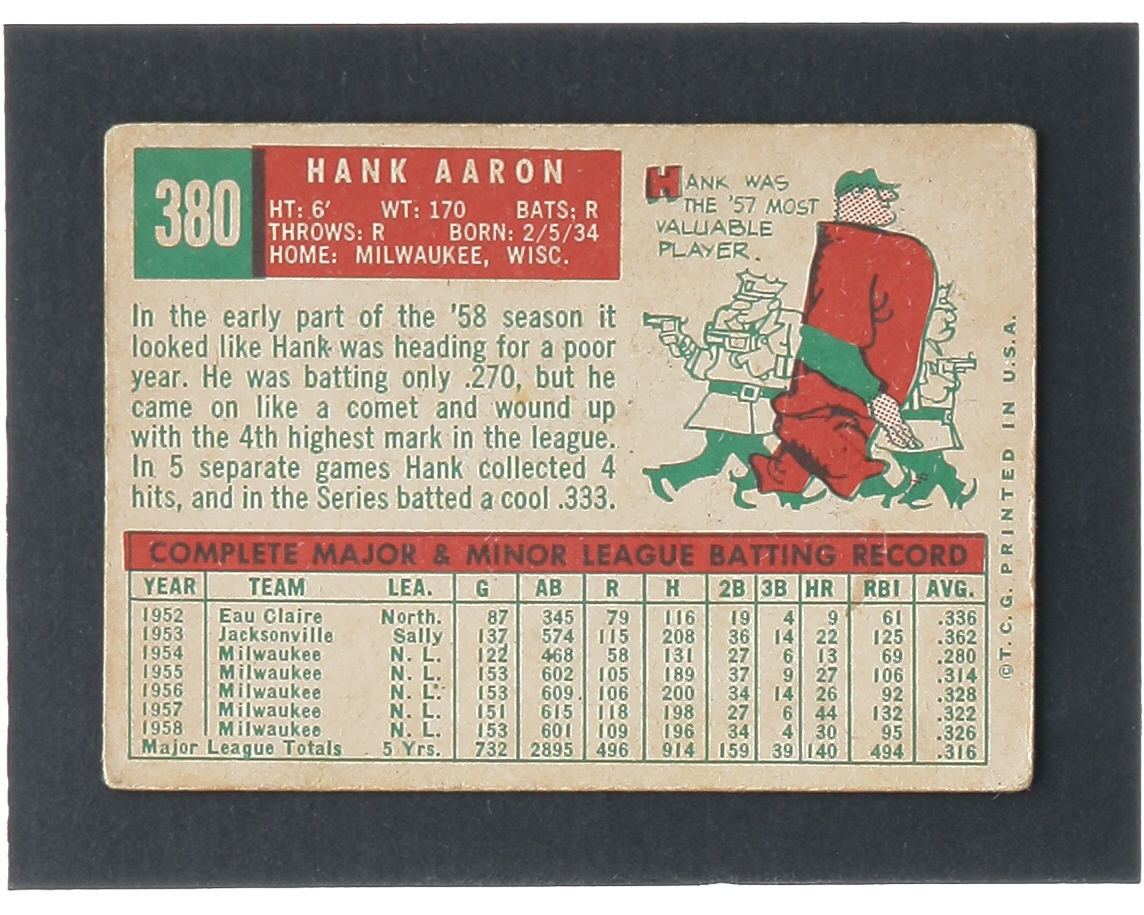 380
HANK AARON
HT: 6' WT: 170 BATS: R
THROWS: R BORN: 2/5/34
HOME: MILWAUKEE, WISC.
HANK WAS
THE '57 MOST
VALUABLE
PLAYER.
In the early part of the '58 season it
looked like Hank was heading for a poor
year. He was batting only .270, but he
came on like a comet and wound up
with the 4th highest mark in the league.
In 5 separate games Hank collected 4
hits, and in the Series batted a cool .333.
©T. C. G. PRINTED IN U.S.A.
COMPLETE MAJOR & MINOR LEAGUE BATTING RECORD
YEAR TEAM LEA. G AB R H 2B 3B HR RBI AVG.
1952 Eau Claire North. 87 345 79 116 19 4 9 61 .336
1953 Jacksonville Sally 137 574 115 208 36 14 22 125 .362
1954 Milwaukee N. L. 122 468 58 131 27 6 13 69 .280
1955 Milwaukee N. L. 153 602 105 189 37 9 27 106 .314
1956 Milwaukee N. L. 153 609 106 200 34 14 26 92 .328
1957 Milwaukee N. L. 151 615 118 198 27 6 44 132 .322
1958 Milwaukee N. L. 153 601 109 196 34 4 30 95 .326
Major League Totals 5 Yrs. 732 2895 496 914 159 39 140 494 .316